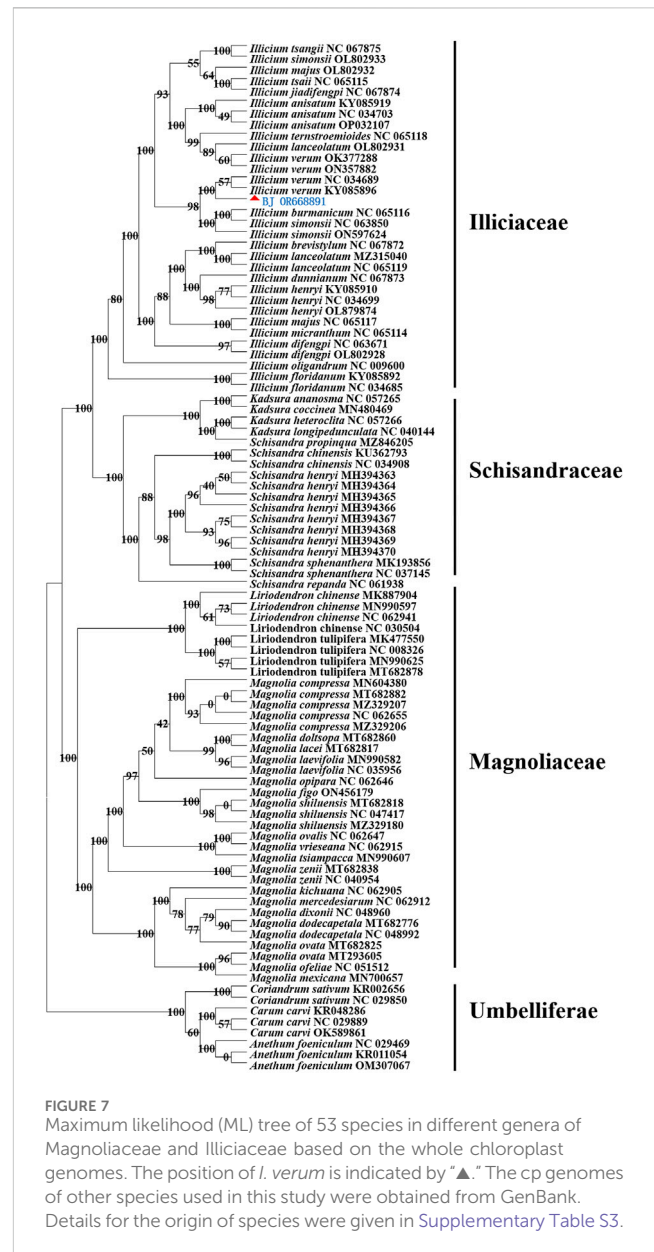 Illicium tsangii NC 067875
Illicium simonsii OL802933
Illicium majus OL802932
Illicium tsaii NC 065115
Illicium jiadifengpi NC 067874
Illicium anisatum KY085919
Illicium anisatum NC 034703
Illicium anisatum OP032107
Illicium ternstroemioides NC 065118
Illicium lanceolatum OL802931
Illicium verum OK377288
Illicium verum ON357882
Illicium verum NC 034689
Illicium verum KY085896
BJ OR668891
Illicium burmanicum NC 065116
Illicium simonsii NC 063850
Illicium simonsii ON597624
Illicium brevistylum NC 067872
Illicium lanceolatum MZ315040
Illicium lanceolatum NC 065119
Illicium dunnianum NC 067873
Illicium henryi KY085910
Illicium henryi NC 034699
Illicium henryi OL879874
Illicium majus NC 065117
Illicium micranthum NC 065114
Illicium difengpi NC 063671
Illicium difengpi OL802928
Illicium oligandrum NC 009600
Illicium floridanum KY085892
Illicium floridanum NC 034685
Illiciaceae
Kadsura ananosma NC 057265
Kadsura coccinea MN480469
Kadsura heteroclita NC 057266
Kadsura longipedunculata NC 040144
Schisandra propinqua MZ846205
Schisandra chinensis KU362793
Schisandra chinensis NC 034908
Schisandra henryi MH394363
Schisandra henryi MH394364
Schisandra henryi MH394365
Schisandra henryi MH394366
Schisandra henryi MH394367
Schisandra henryi MH394368
Schisandra henryi MH394369
Schisandra henryi MH394370
Schisandra sphenanthera MK193856
Schisandra sphenanthera NC 037145
Schisandra repanda NC 061938
Schisandraceae
Liriodendron chinense MK887904
Liriodendron chinense MN990597
Liriodendron chinense NC 062941
Liriodendron chinense NC 030504
Liriodendron tulipifera MK477550
Liriodendron tulipifera NC 008326
Liriodendron tulipifera MN990625
Liriodendron tulipifera MT682878
Magnolia compressa MN604380
Magnolia compressa MT682882
Magnolia compressa MZ329207
Magnolia compressa NC 062655
Magnolia compressa MZ329206
Magnolia doltsopa MT682860
Magnolia lacei MT682817
Magnolia laevifolia MN990582
Magnolia laevifolia NC 035956
Magnolia opipara NC 062646
Magnolia figo ON456179
Magnolia shiluensis MT682818
Magnolia shiluensis NC 047417
Magnolia shiluensis MZ329180
Magnolia ovalis NC 062647
Magnolia vrieseana NC 062915
Magnolia tsiampacca MN990607
Magnolia zenii MT682838
Magnolia zenii NC 040954
Magnolia kichuana NC 062905
Magnolia mercedesiarum NC 062912
Magnolia dixonii NC 048960
Magnolia dodecapetala MT682776
Magnolia dodecapetala NC 048992
Magnolia ovata MT682825
Magnolia ovata MT293605
Magnolia ofeliae NC 051512
Magnolia mexicana MN700657
Magnoliaceae
Coriandrum sativum KR002656
Coriandrum sativum NC 029850
Carum carvi KR048286
Carum carvi NC 029889
Carum carvi OK589861
Anethum foeniculum NC 029469
Anethum foeniculum KR011054
Anethum foeniculum OM307067
Umbelliferae
100
55
64
100
93
100
100
49
99
89
60
100
57
100
98
100
100
100
100
100
100
77
98
88
100
97
80
100
100
100
100
100
100
100
100
88
50
40
96
100
75
93
96
98
100
100
100
73
61
100
100
57
0
0
100
93
42
100
99
96
50
97
100
0
98
100
100
100
100
100
100
79
90
78
77
96
100
100
100
100
57
60
100
0
FIGURE 7
Maximum likelihood (ML) tree of 53 species in different genera of
Magnoliaceae and Illiciaceae based on the whole chloroplast
genomes. The position of I. verum is indicated by “▲.” The cp genomes
of other species used in this study were obtained from GenBank.
Details for the origin of species were given in Supplementary Table S3.